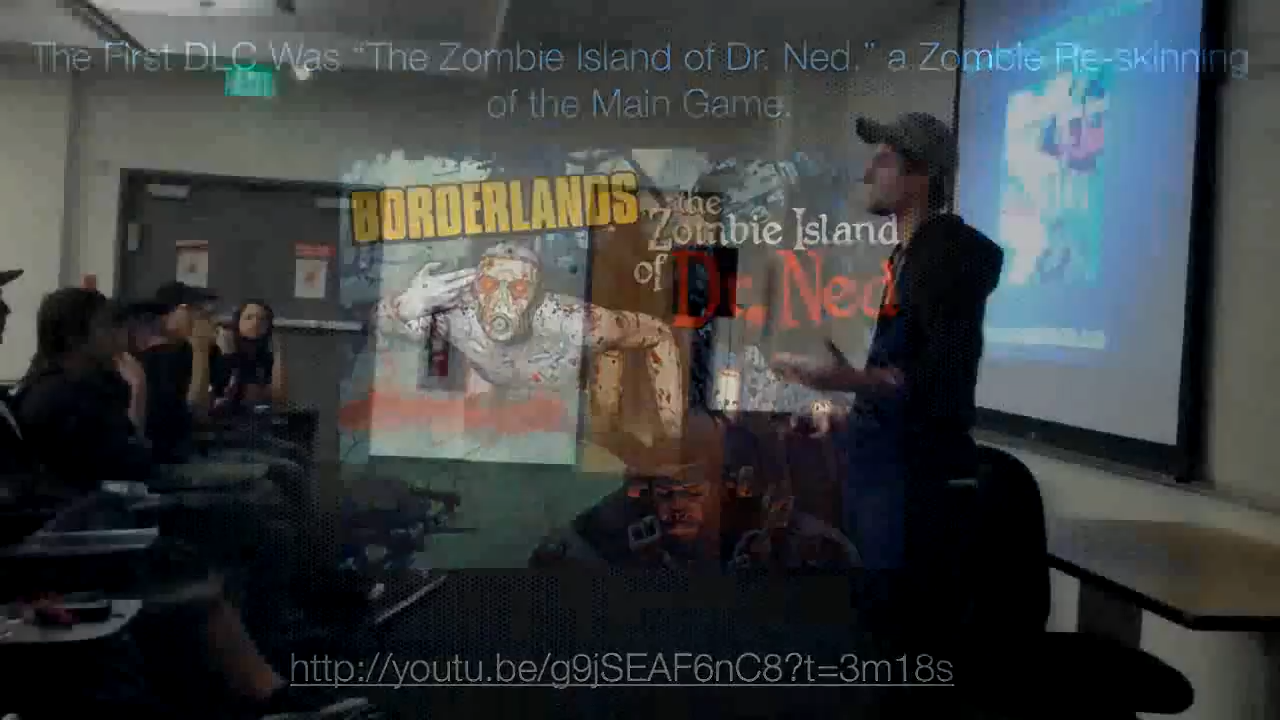 The First DLC Was “The Zombie Island of Dr. Ned.” a Zombie Re-skinning
of the Main Game.
BORDERLANDS
the
Zombie Island
of Dr. Ned
http://youtu.be/g9jSEAF6nC8?t=3m18s